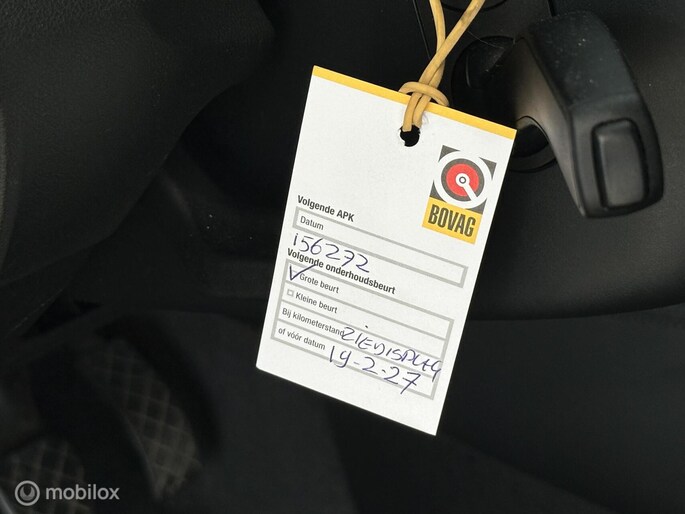 BOVAG
Volgende APK
Datum
156272
Volgende onderhoudsbeurt
Grote beurt
Kleine beurt
Bij kilometerstand ZIEDISPLAY
of vóór datum 19-2-27
mobilox